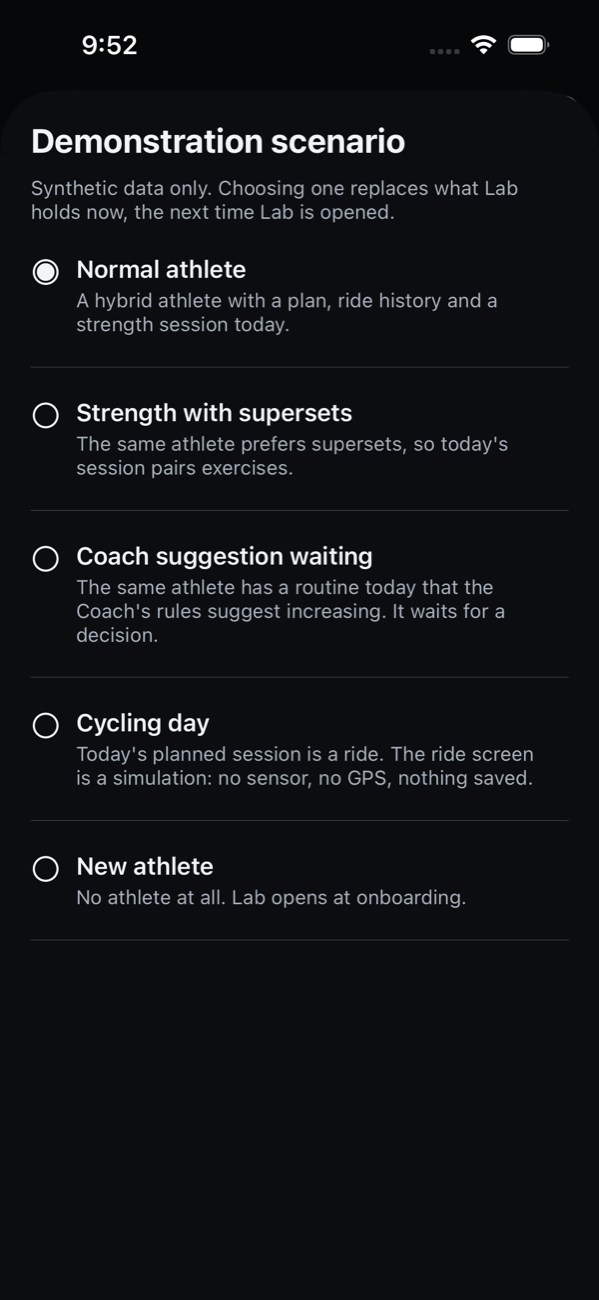 9:52
Demonstration scenario
Synthetic data only. Choosing one replaces what Lab
holds now, the next time Lab is opened.
Normal athlete
A hybrid athlete with a plan, ride history and a
strength session today.
Strength with supersets
The same athlete prefers supersets, so today's
session pairs exercises.
Coach suggestion waiting
The same athlete has a routine today that the
Coach's rules suggest increasing. It waits for a
decision.
Cycling day
Today's planned session is a ride. The ride screen
is a simulation: no sensor, no GPS, nothing saved.
New athlete
No athlete at all. Lab opens at onboarding.